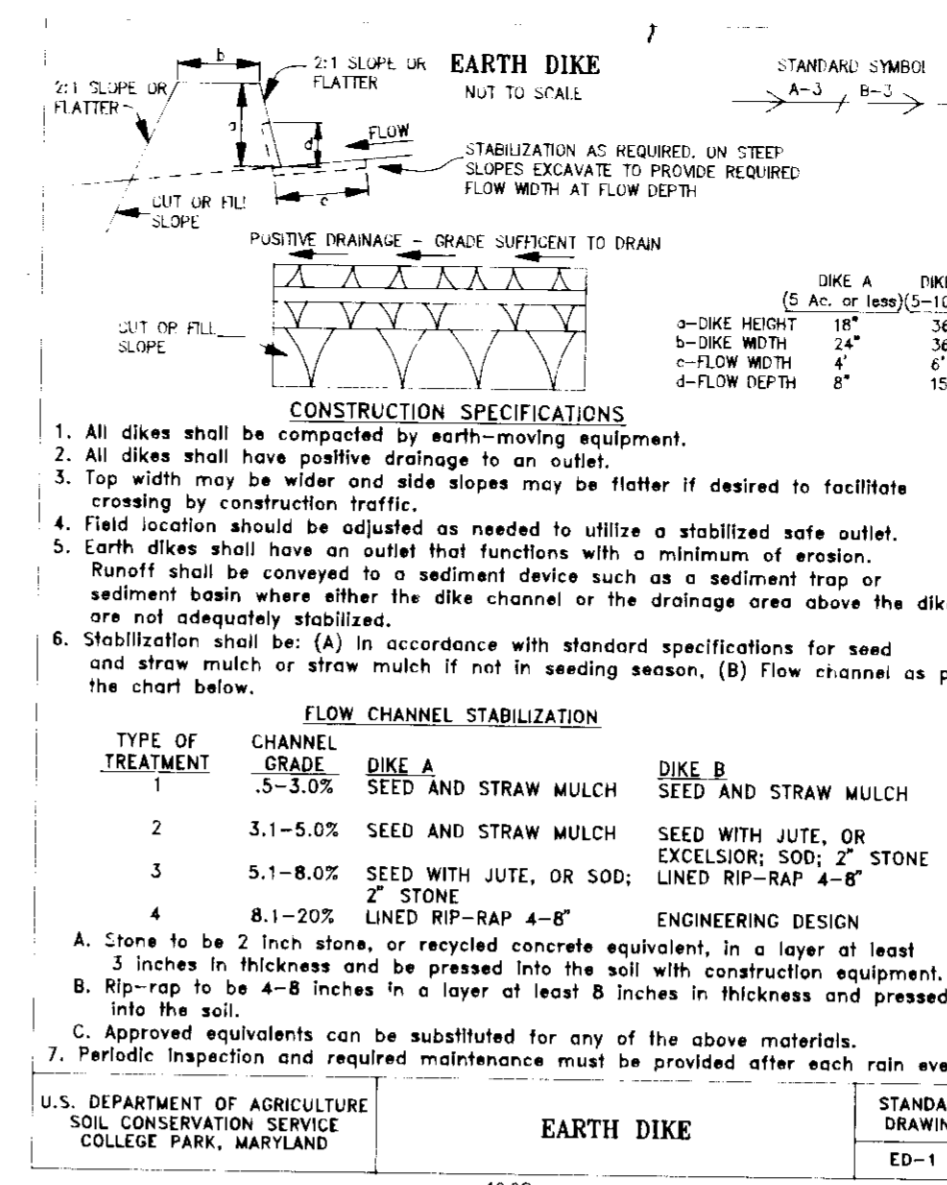 EARTH DIKE
NOT TO SCALE
STANDARD SYMBOL
A-3 / B-3
b
2:1 SLOPE OR
FLATTER
2:1 SLOPE OR
FLATTER
a
d
FLOW
c
STABILIZATION AS REQUIRED. ON STEEP
SLOPES EXCAVATE TO PROVIDE REQUIRED
FLOW WIDTH AT FLOW DEPTH
CUT OR FILL
SLOPE
POSITIVE DRAINAGE - GRADE SUFFICENT TO DRAIN
CUT OR FILL
SLOPE
DIKE A DIKE
(5 Ac. or less)(5-10
a-DIKE HEIGHT 18" 36
b-DIKE WIDTH 24" 36
c-FLOW WIDTH 4' 6'
d-FLOW DEPTH 8" 15
CONSTRUCTION SPECIFICATIONS
1. All dikes shall be compacted by earth-moving equipment.
2. All dikes shall have positive drainage to an outlet.
3. Top width may be wider and side slopes may be flatter if desired to facilitate
crossing by construction traffic.
4. Field location should be adjusted as needed to utilize a stabilized safe outlet.
5. Earth dikes shall have an outlet that functions with a minimum of erosion.
Runoff shall be conveyed to a sediment device such as a sediment trap or
sediment basin where either the dike channel or the drainage area above the dike
are not adequately stabilized.
6. Stabilization shall be: (A) In accordance with standard specifications for seed
and straw mulch or straw mulch if not in seeding season, (B) Flow channel as p
the chart below.
FLOW CHANNEL STABILIZATION
TYPE OF CHANNEL
TREATMENT GRADE DIKE A DIKE B
1 .5-3.0% SEED AND STRAW MULCH SEED AND STRAW MULCH
2 3.1-5.0% SEED AND STRAW MULCH SEED WITH JUTE, OR
EXCELSIOR; SOD; 2" STONE
3 5.1-8.0% SEED WITH JUTE, OR SOD; LINED RIP-RAP 4-8"
2" STONE
4 8.1-20% LINED RIP-RAP 4-8" ENGINEERING DESIGN
A. Stone to be 2 inch stone, or recycled concrete equivalent, in a layer at least
3 inches in thickness and be pressed into the soil with construction equipment.
B. Rip-rap to be 4-8 inches in a layer at least 8 inches in thickness and pressed
into the soil.
C. Approved equivalents can be substituted for any of the above materials.
7. Periodic inspection and required maintenance must be provided after each rain eve
U.S. DEPARTMENT OF AGRICULTURE
SOIL CONSERVATION SERVICE
COLLEGE PARK, MARYLAND
EARTH DIKE
STANDA
DRAWIN
ED-1